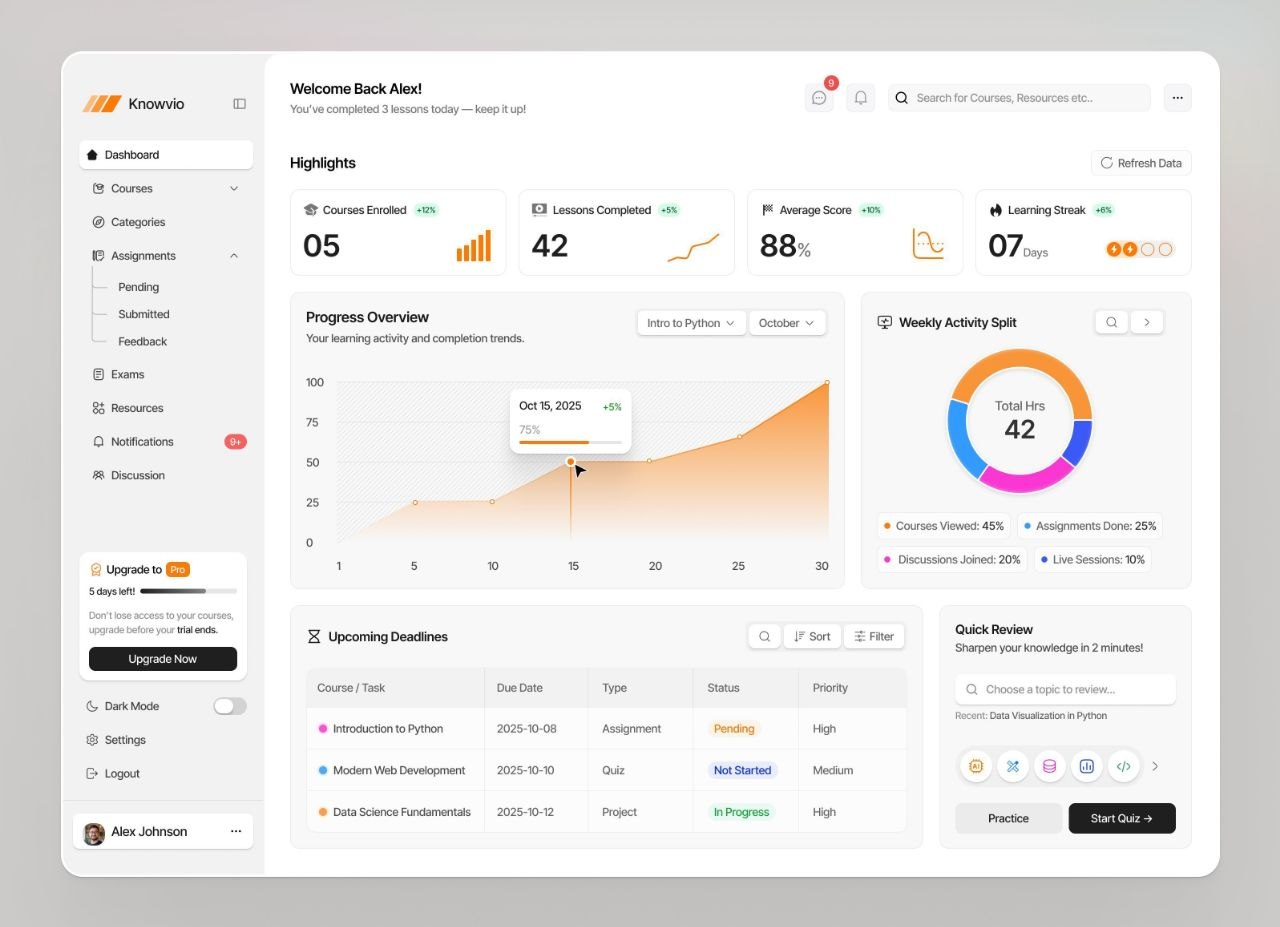 Knowvio
Dashboard
Courses
Categories
Assignments
Pending
Submitted
Feedback
Exams
Resources
Notifications 9+
Discussion
Upgrade to Pro
5 days left!
Don't lose access to your courses,
upgrade before your trial ends.
Upgrade Now
Dark Mode
Settings
Logout
Alex Johnson
Welcome Back Alex!
You've completed 3 lessons today — keep it up!
9
Search for Courses, Resources etc..
Highlights
Refresh Data
Courses Enrolled +12%
05
Lessons Completed +5%
42
Average Score +10%
88%
Learning Streak +6%
07 Days
Progress Overview
Your learning activity and completion trends.
Intro to Python
October
100
75
50
25
0
Oct 15, 2025 +5%
75%
1 5 10 15 20 25 30
Weekly Activity Split
Total Hrs
42
Courses Viewed: 45%
Assignments Done: 25%
Discussions Joined: 20%
Live Sessions: 10%
Upcoming Deadlines
Sort
Filter
Course / Task Due Date Type Status Priority
Introduction to Python 2025-10-08 Assignment Pending High
Modern Web Development 2025-10-10 Quiz Not Started Medium
Data Science Fundamentals 2025-10-12 Project In Progress High
Quick Review
Sharpen your knowledge in 2 minutes!
Choose a topic to review...
Recent: Data Visualization in Python
AI
</>
Practice
Start Quiz →